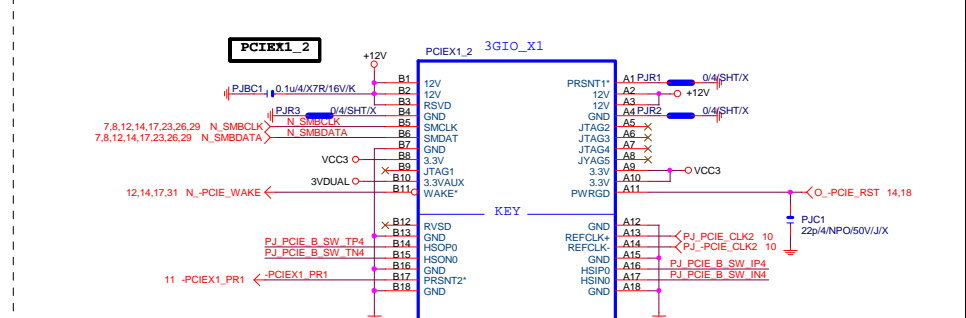 PCIEX1_2
+12V
PCIEX1_2 3GIO_X1
PJBC1 0.1u/4/X7R/16V/K
B1 12V
B2 12V
B3 RSVD
PJR3 0/4/SHT/X
B4 GND
7,8,12,14,17,23,26,29 N_SMBCLK N_SMBCLK B5 SMCLK
7,8,12,14,17,23,26,29 N_SMBDATA N_SMBDATA B6 SMDAT
B7 GND
VCC3 B8 3.3V
B9 JTAG1
3VDUAL B10 3.3VAUX
12,14,17,31 N_-PCIE_WAKE B11 WAKE*
PRSNT1* A1 PJR1 0/4/SHT/X
12V A2 +12V
12V A3
GND A4 PJR2 0/4/SHT/X
JTAG2 A5
JTAG3 A6
JTAG4 A7
JYAG5 A8
3.3V A9 VCC3
3.3V A10
PWRGD A11 O_-PCIE_RST 14,18
KEY
PJC1
22p/4/NPO/50V/J/X
B12 RVSD
B13 GND
PJ_PCIE_B_SW_TP4 B14 HSOP0
PJ_PCIE_B_SW_TN4 B15 HSON0
B16 GND
11 -PCIEX1_PR1 -PCIEX1_PR1 B17 PRSNT2*
B18 GND
GND A12
REFCLK+ A13 PJ_PCIE_CLK2 10
REFCLK- A14 PJ_-PCIE_CLK2 10
GND A15
HSIP0 A16 PJ_PCIE_B_SW_IP4
HSIN0 A17 PJ_PCIE_B_SW_IN4
GND A18